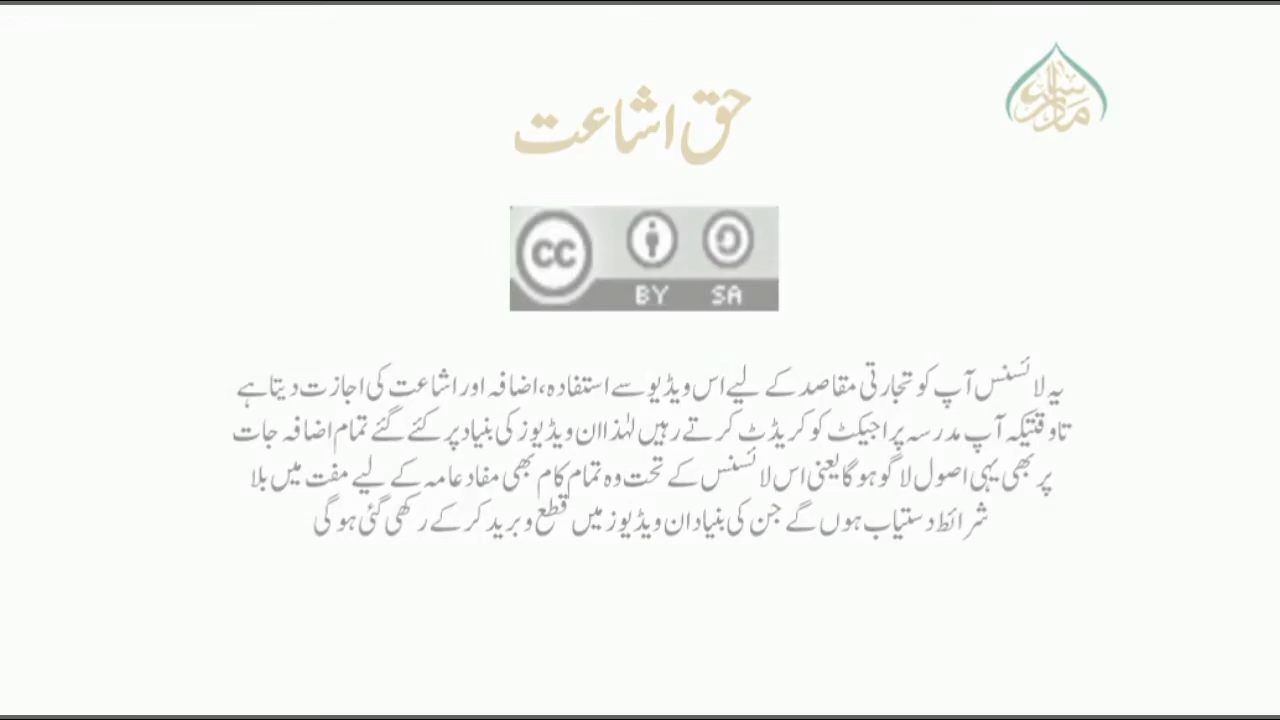 مدرسہ
حق اشاعت
CC
BY SA
یہ لائسنس آپ کو تجارتی مقاصد کے لیے اس ویڈیو سے استفادہ، اضافہ اور اشاعت کی اجازت دیتا ہے
تاوقتیکہ آپ مدرسہ پراجیکٹ کو کریڈٹ کرتے رہیں لہٰذا ان ویڈیوز کی بنیاد پر کئے گئے تمام اضافہ جات
پر بھی یہی اصول لاگو ہوگا یعنی اس لائسنس کے تحت وہ تمام کام بھی مفاد عامہ کے لیے مفت میں بلا
شرائط دستیاب ہوں گے جن کی بنیاد ان ویڈیوز میں قطع و برید کر کے رکھی گئی ہوگی